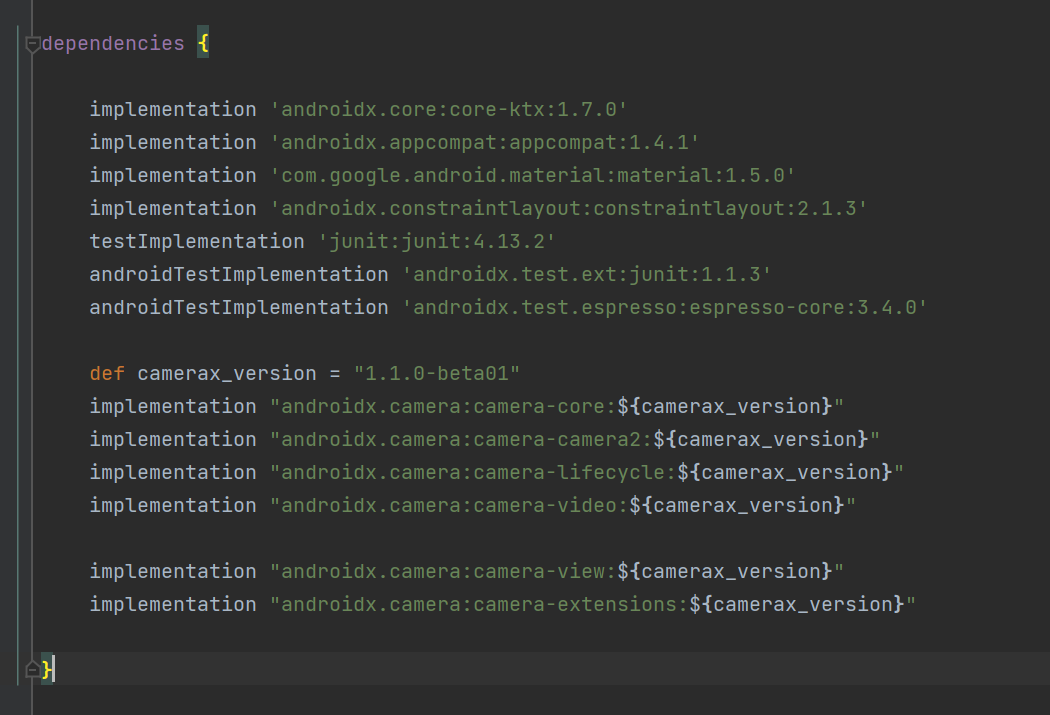 dependencies {
implementation 'androidx.core:core-ktx:1.7.0'
implementation 'androidx.appcompat:appcompat:1.4.1'
implementation 'com.google.android.material:material:1.5.0'
implementation 'androidx.constraintlayout:constraintlayout:2.1.3'
testImplementation 'junit:junit:4.13.2'
androidTestImplementation 'androidx.test.ext:junit:1.1.3'
androidTestImplementation 'androidx.test.espresso:espresso-core:3.4.0'
def camerax_version = "1.1.0-beta01"
implementation "androidx.camera:camera-core:${camerax_version}"
implementation "androidx.camera:camera-camera2:${camerax_version}"
implementation "androidx.camera:camera-lifecycle:${camerax_version}"
implementation "androidx.camera:camera-video:${camerax_version}"
implementation "androidx.camera:camera-view:${camerax_version}"
implementation "androidx.camera:camera-extensions:${camerax_version}"
}